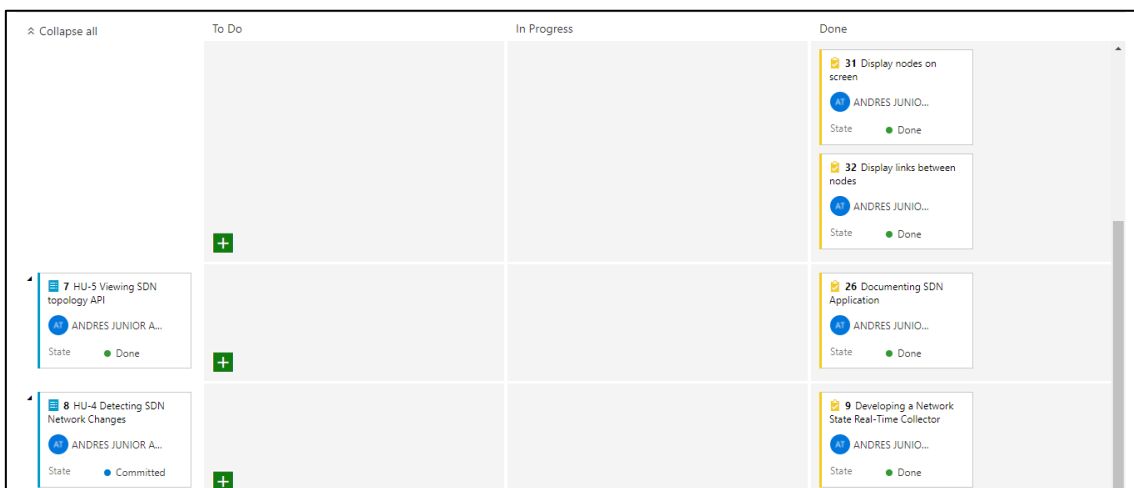 Collapse all
To Do
In Progress
Done
31 Display nodes on
screen
AT ANDRES JUNIO...
State Done
32 Display links between
nodes
AT ANDRES JUNIO...
State Done
7 HU-5 Viewing SDN
topology API
AT ANDRES JUNIOR A...
State Done
26 Documenting SDN
Application
AT ANDRES JUNIO...
State Done
8 HU-4 Detecting SDN
Network Changes
AT ANDRES JUNIOR A...
State Committed
9 Developing a Network
State Real-Time Collector
AT ANDRES JUNIO...
State Done